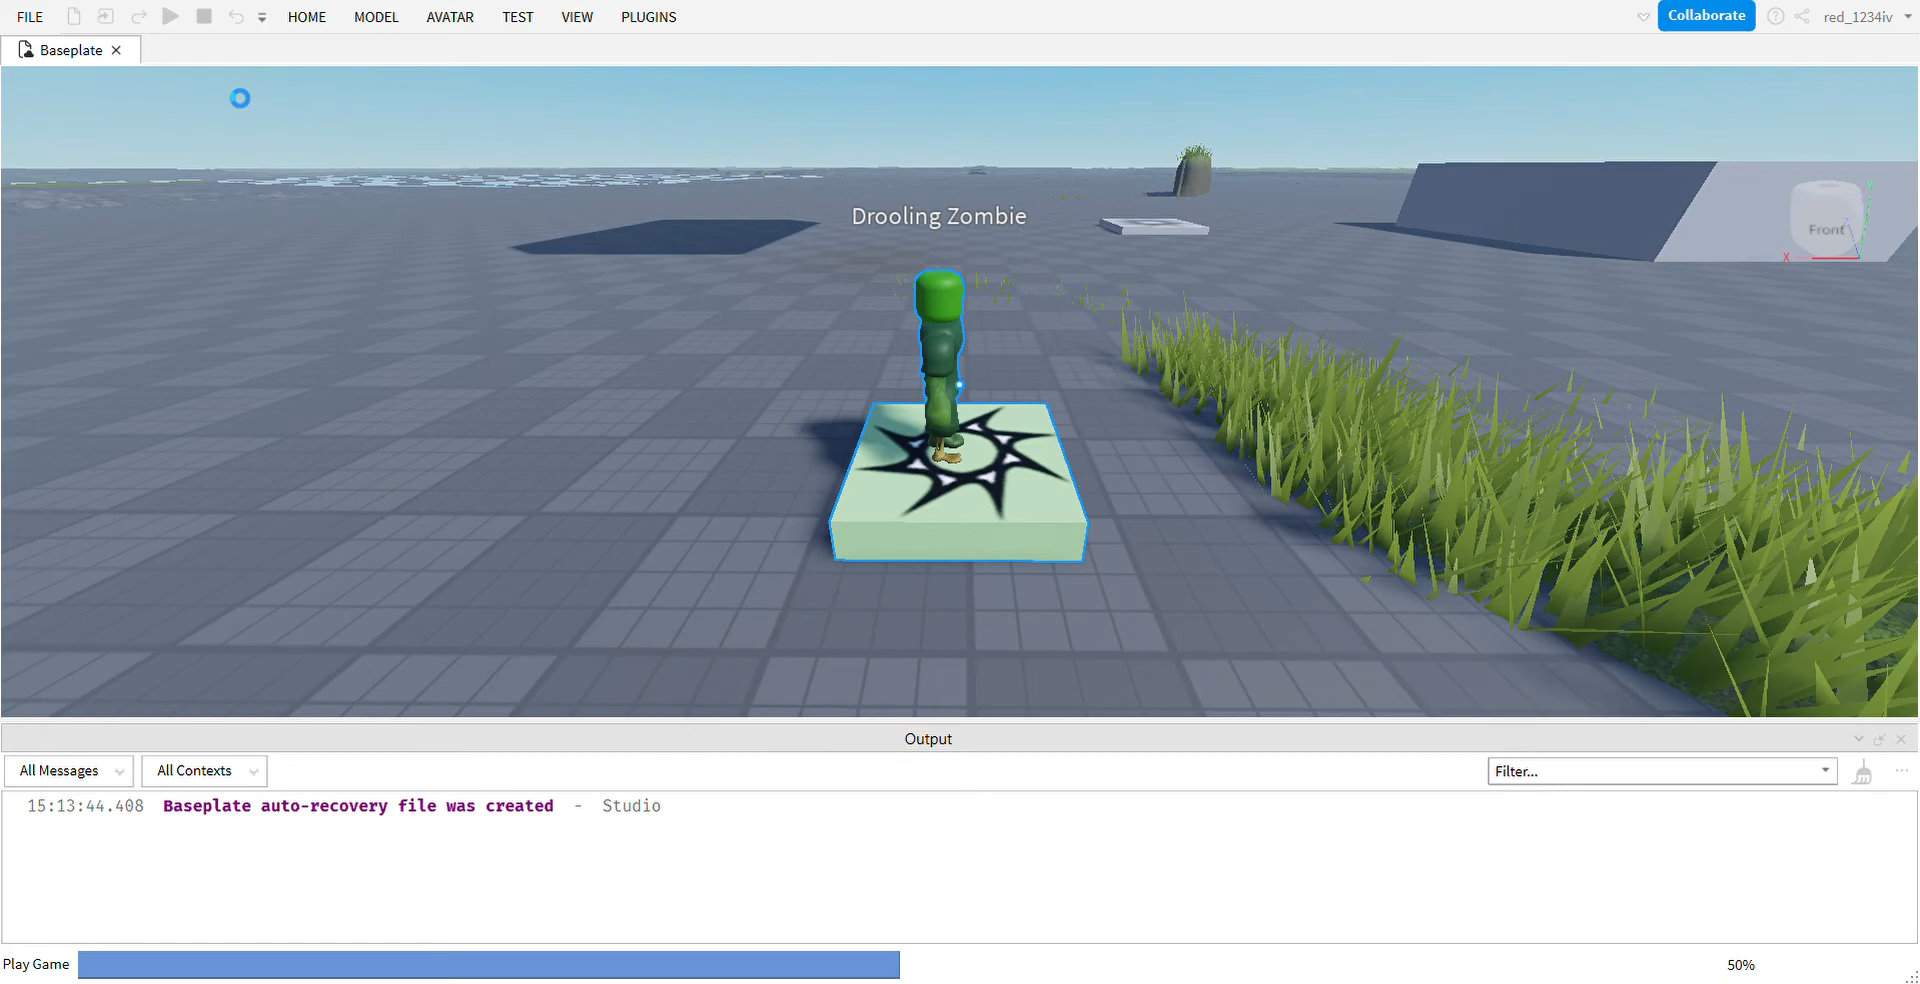 FILE HOME MODEL AVATAR TEST VIEW PLUGINS Collaborate red_1234iv
Baseplate
Drooling Zombie
Front
X
Y
Z
Output
All Messages All Contexts Filter...
15:13:44.408 Baseplate auto-recovery file was created - Studio
Play Game 50%